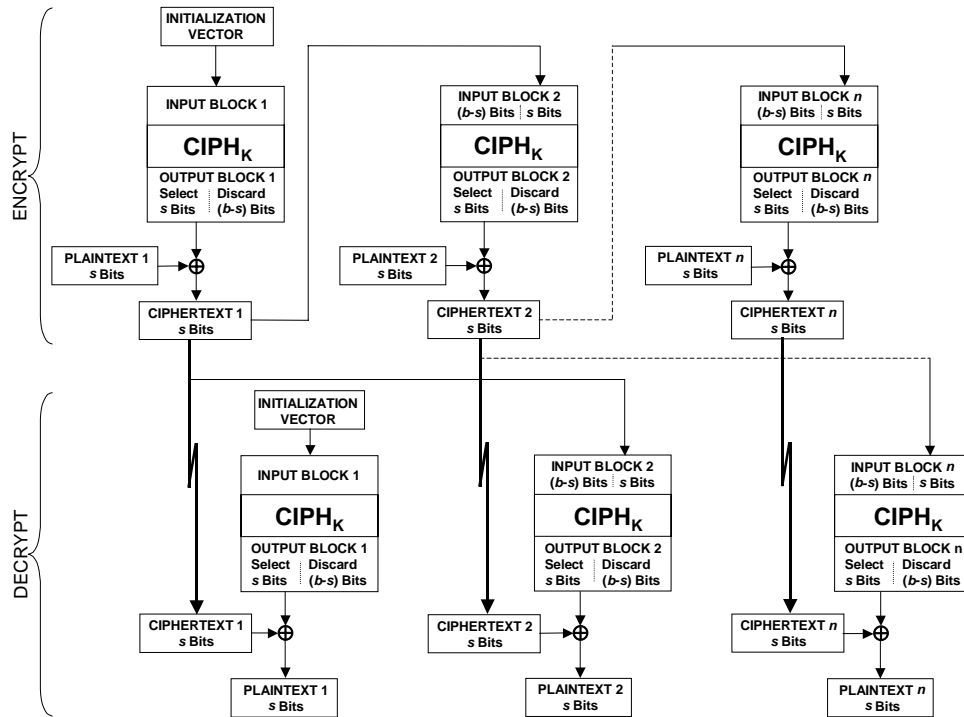 ENCRYPT
INITIALIZATION
VECTOR
INPUT BLOCK 1
CIPHK
OUTPUT BLOCK 1
Select Discard
s Bits (b-s) Bits
PLAINTEXT 1
s Bits
CIPHERTEXT 1
s Bits
INPUT BLOCK 2
(b-s) Bits s Bits
CIPHK
OUTPUT BLOCK 2
Select Discard
s Bits (b-s) Bits
PLAINTEXT 2
s Bits
CIPHERTEXT 2
s Bits
INPUT BLOCK n
(b-s) Bits s Bits
CIPHK
OUTPUT BLOCK n
Select Discard
s Bits (b-s) Bits
PLAINTEXT n
s Bits
CIPHERTEXT n
s Bits
DECRYPT
INITIALIZATION
VECTOR
INPUT BLOCK 1
CIPHK
OUTPUT BLOCK 1
Select Discard
s Bits (b-s) Bits
CIPHERTEXT 1
s Bits
PLAINTEXT 1
s Bits
INPUT BLOCK 2
(b-s) Bits s Bits
CIPHK
OUTPUT BLOCK 2
Select Discard
s Bits (b-s) Bits
CIPHERTEXT 2
s Bits
PLAINTEXT 2
s Bits
INPUT BLOCK n
(b-s) Bits s Bits
CIPHK
OUTPUT BLOCK n
Select Discard
s Bits (b-s) Bits
CIPHERTEXT n
s Bits
PLAINTEXT n
s Bits